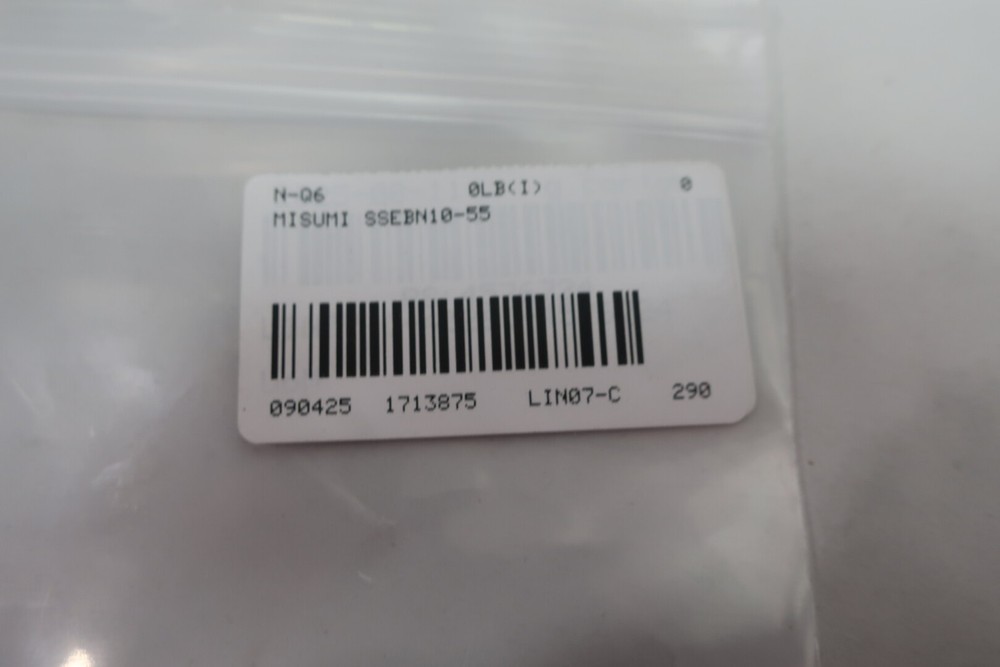 N-Q6 0LB(I) 0
MISUMI SSEBN10-55
090425 1713875 LIN07-C 290